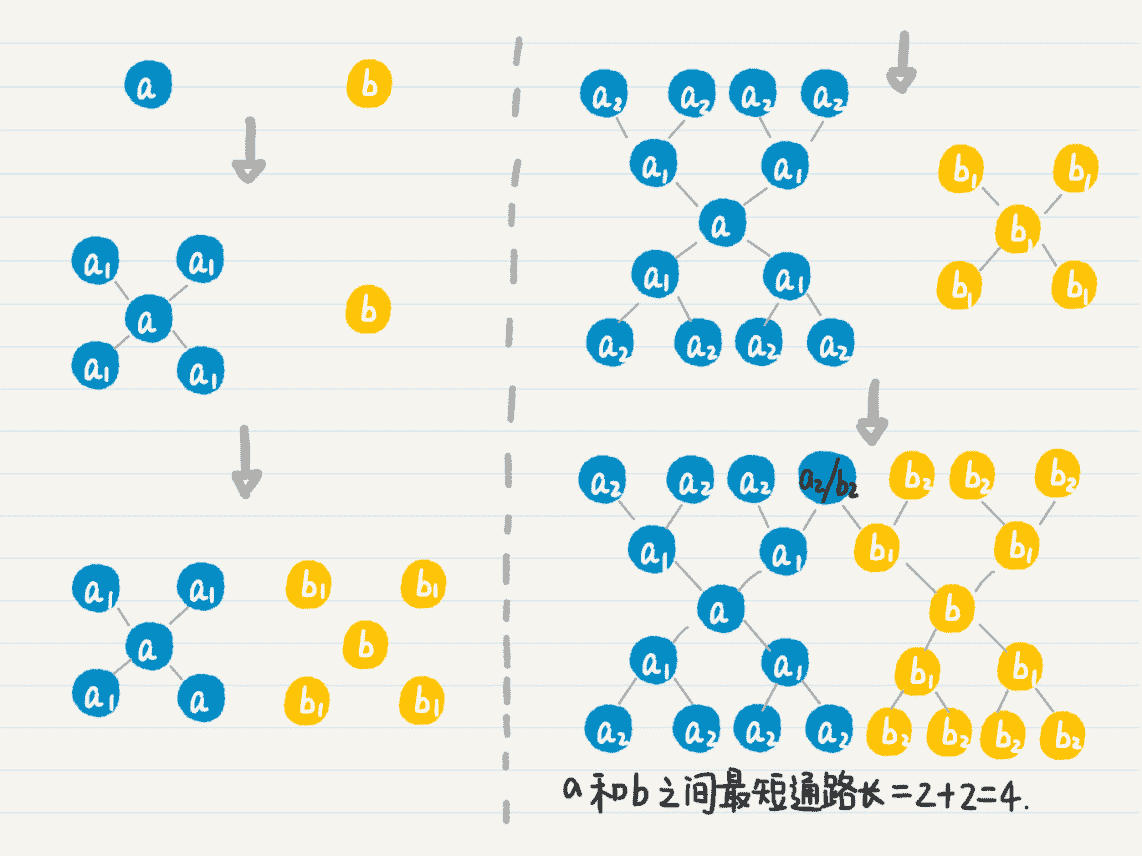 a b
a₁ a₁
a b
a₁ a₁
a₁ a₁ b₁ b₁
a b
a₁ a b₁ b₁
a₂ a₂ a₂ a₂
a₁ a₁ b₁ b₁
a b₁
a₁ a₁ b₁ b₁
a₂ a₂ a₂ a₂
a₂ a₂ a₂ a₂/b₂ b₂ b₂ b₂
a₁ a₁ b₁ b₁
a b
a₁ a₁ b₁ b₁
a₂ a₂ a₂ a₂ b₂ b₂ b₂ b₂
a和b之间最短通路长=2+2=4.